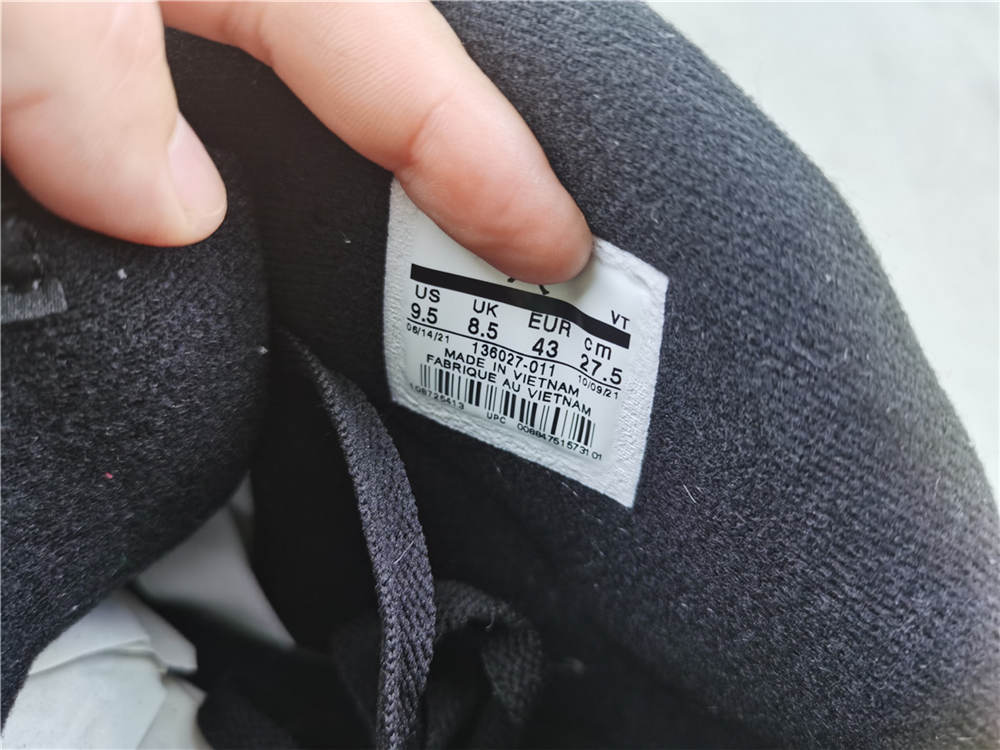 VT
US UK EUR cm
9.5 8.5 43 27.5
06/14/21 136027-011 10/09/21
MADE IN VIETNAM
FABRIQUE AU VIETNAM
108725413 UPC 00884751573101